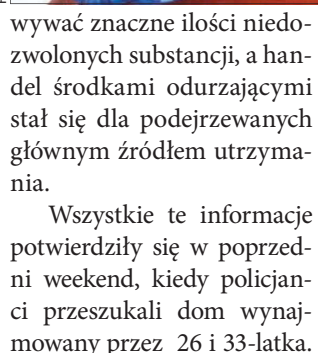 wywać znaczne ilości niedo-
zwolonych substancji, a han-
del środkami odurzającymi
stał się dla podejrzewanych
głównym źródłem utrzyma-
nia.
Wszystkie te informacje
potwierdziły się w poprzed-
ni weekend, kiedy policjan-
ci przeszukali dom wynaj-
mowany przez 26 i 33-latka.